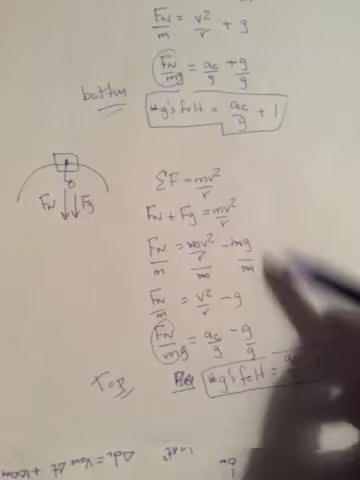 FN/m = v²/r + g
FN/mg = ac/g + g/g
bottom
#g's felt = ac/g + 1
FN Fg
ΣF = mv²/r
FN + Fg = mv²/r
FN/m = mv²/r/m - mg/m
FN/m = v²/r - g
FN/mg = ac/g - g/g
Top
#g's felt =